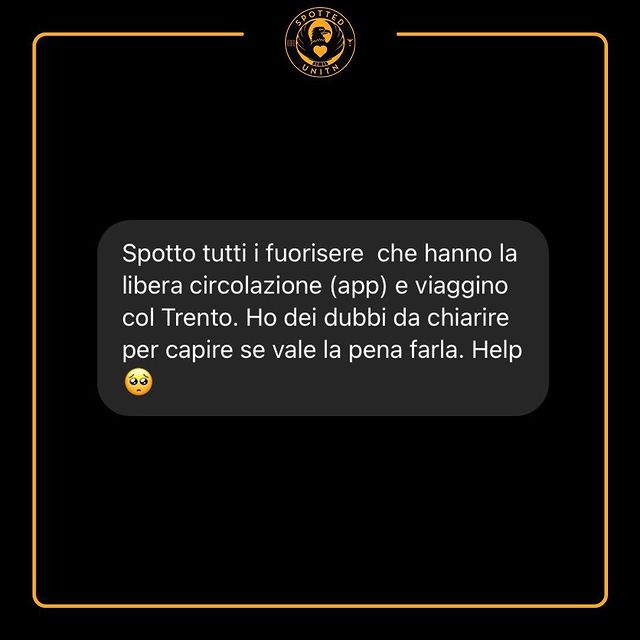 SPOTTED
UNITN
Spotto tutti i fuorisere  che hanno la
libera circolazione (app) e viaggino
col Trento. Ho dei dubbi da chiarire
per capire se vale la pena farla. Help
🥺